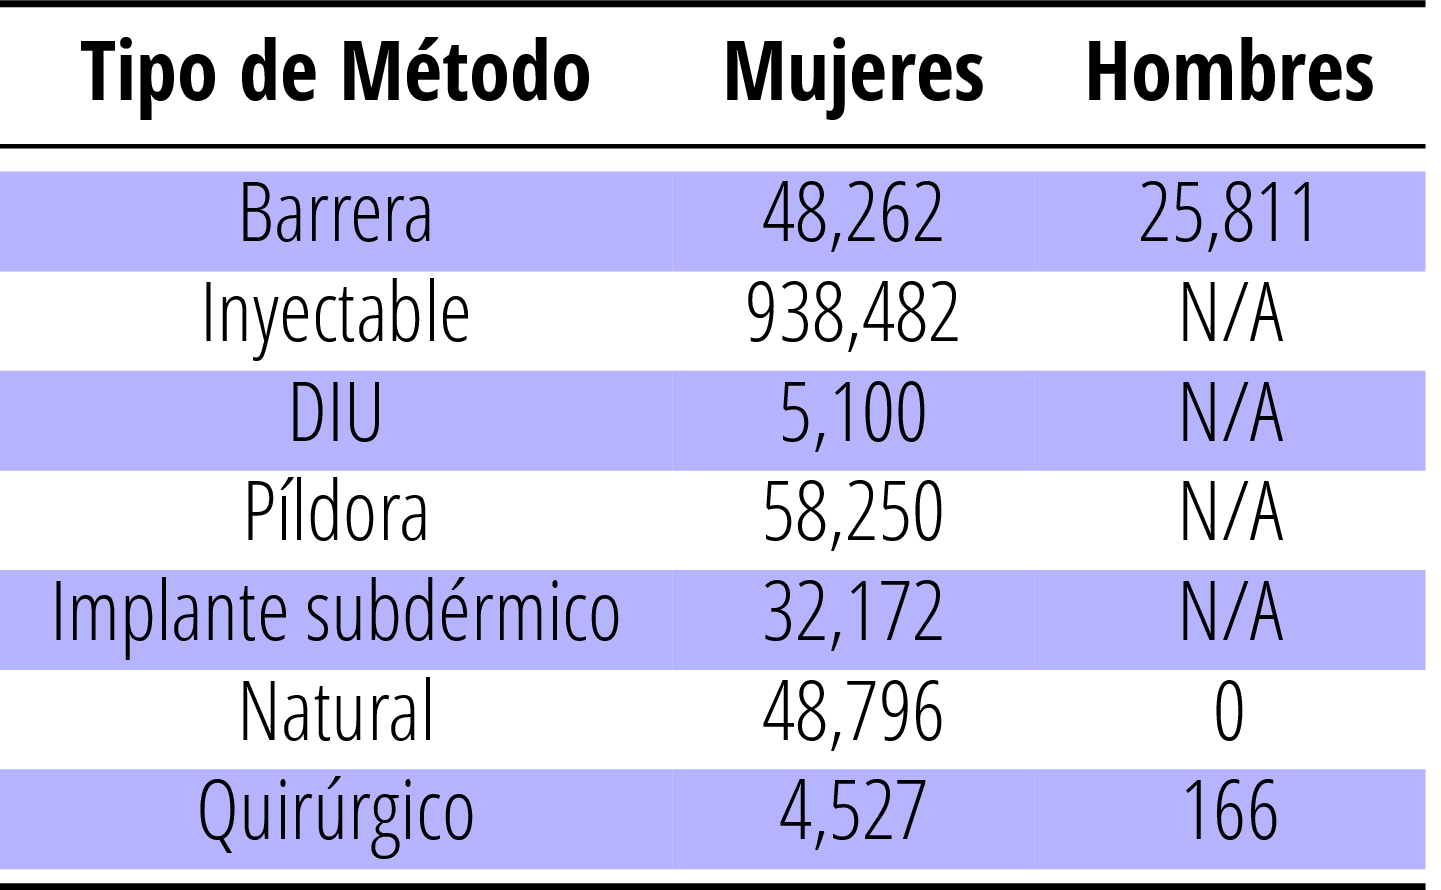 Tipo de Método Mujeres Hombres
Barrera 48,262 25,811
Inyectable 938,482 N/A
DIU 5,100 N/A
Píldora 58,250 N/A
Implante subdérmico 32,172 N/A
Natural 48,796 0
Quirúrgico 4,527 166